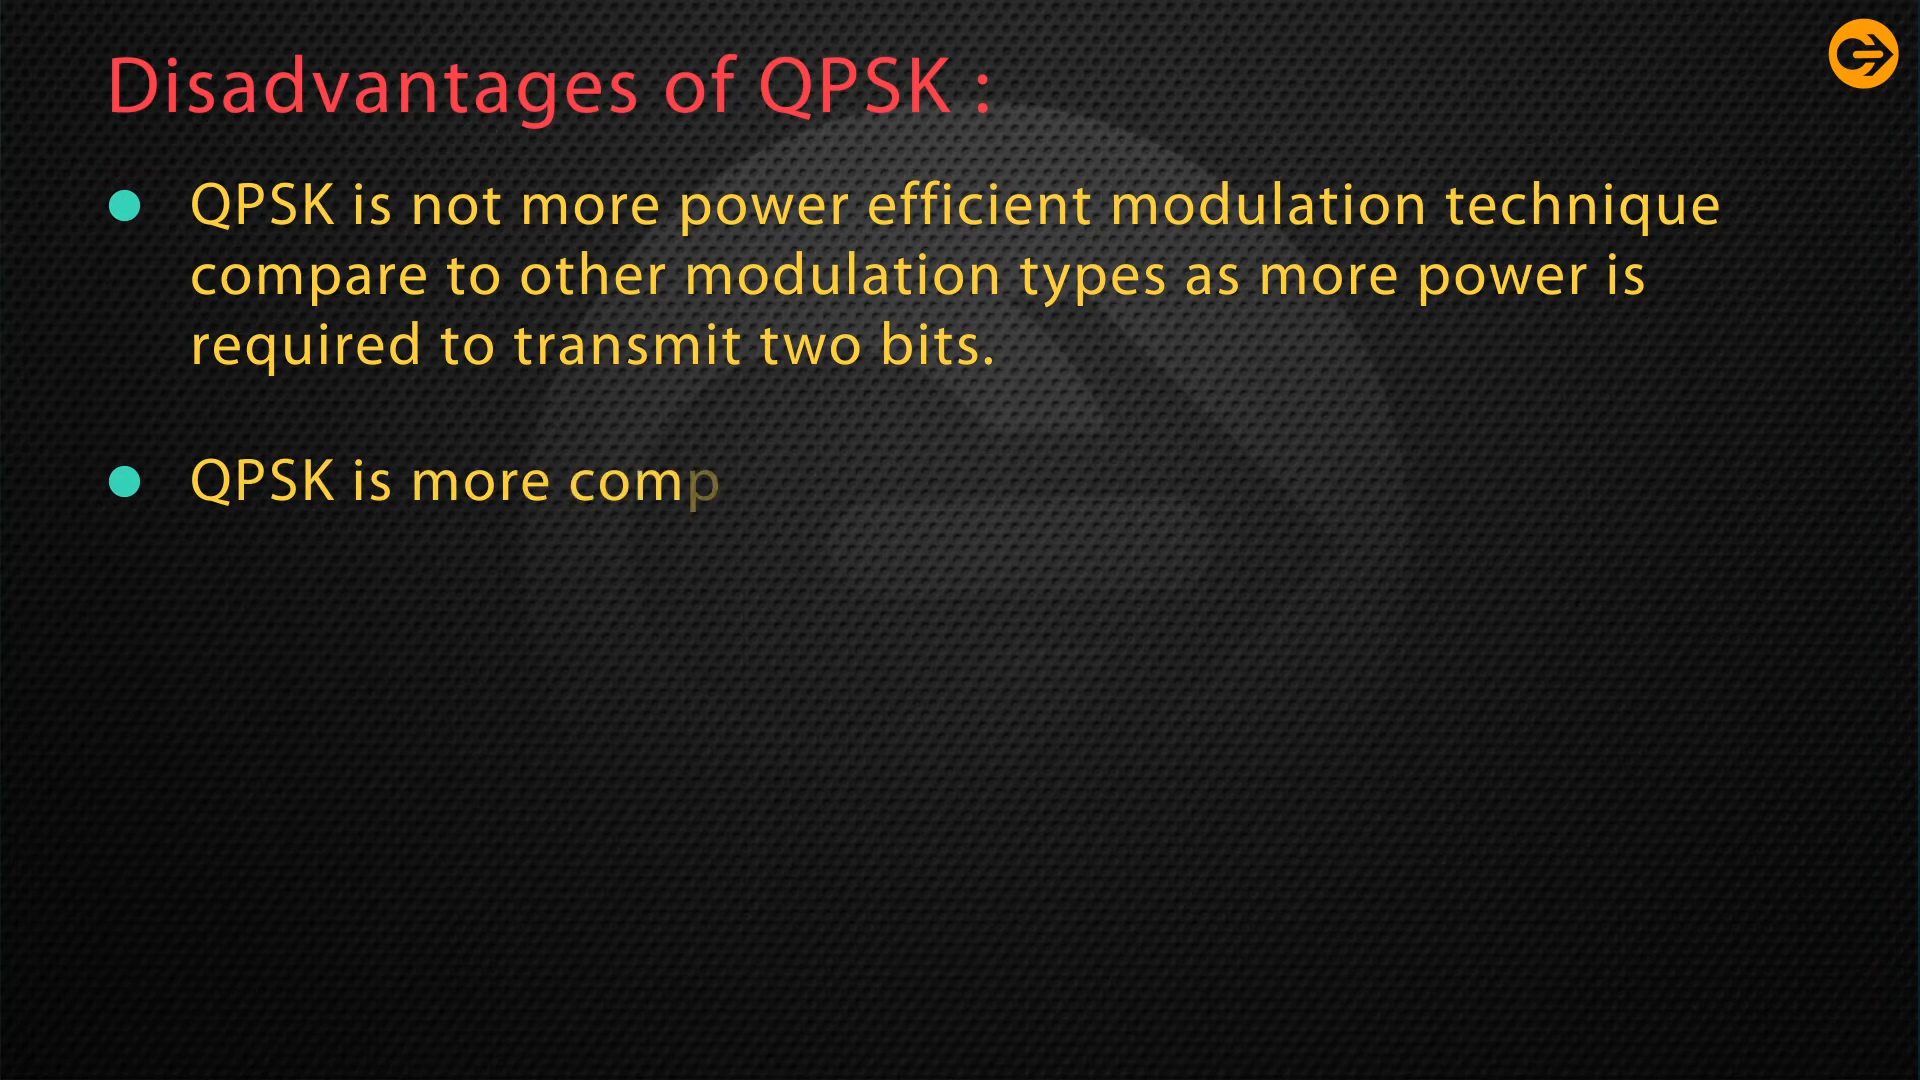 Disadvantages of QPSK :
QPSK is not more power efficient modulation technique
compare to other modulation types as more power is
required to transmit two bits.
QPSK is more comp